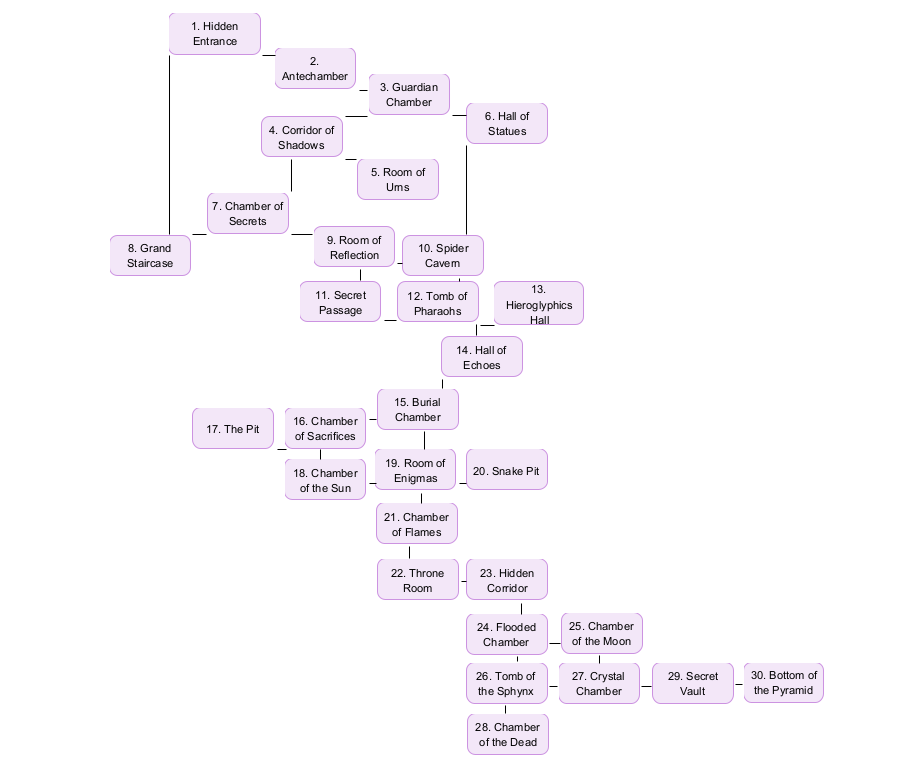 1. Hidden
Entrance
2.
Antechamber
3. Guardian
Chamber
4. Corridor of
Shadows
6. Hall of
Statues
5. Room of
Urns
7. Chamber of
Secrets
8. Grand
Staircase
9. Room of
Reflection
10. Spider
Cavern
11. Secret
Passage
12. Tomb of
Pharaohs
13.
Hieroglyphics
Hall
14. Hall of
Echoes
15. Burial
Chamber
16. Chamber
of Sacrifices
17. The Pit
18. Chamber
of the Sun
19. Room of
Enigmas
20. Snake Pit
21. Chamber
of Flames
22. Throne
Room
23. Hidden
Corridor
24. Flooded
Chamber
25. Chamber
of the Moon
26. Tomb of
the Sphynx
27. Crystal
Chamber
29. Secret
Vault
30. Bottom of
the Pyramid
28. Chamber
of the Dead